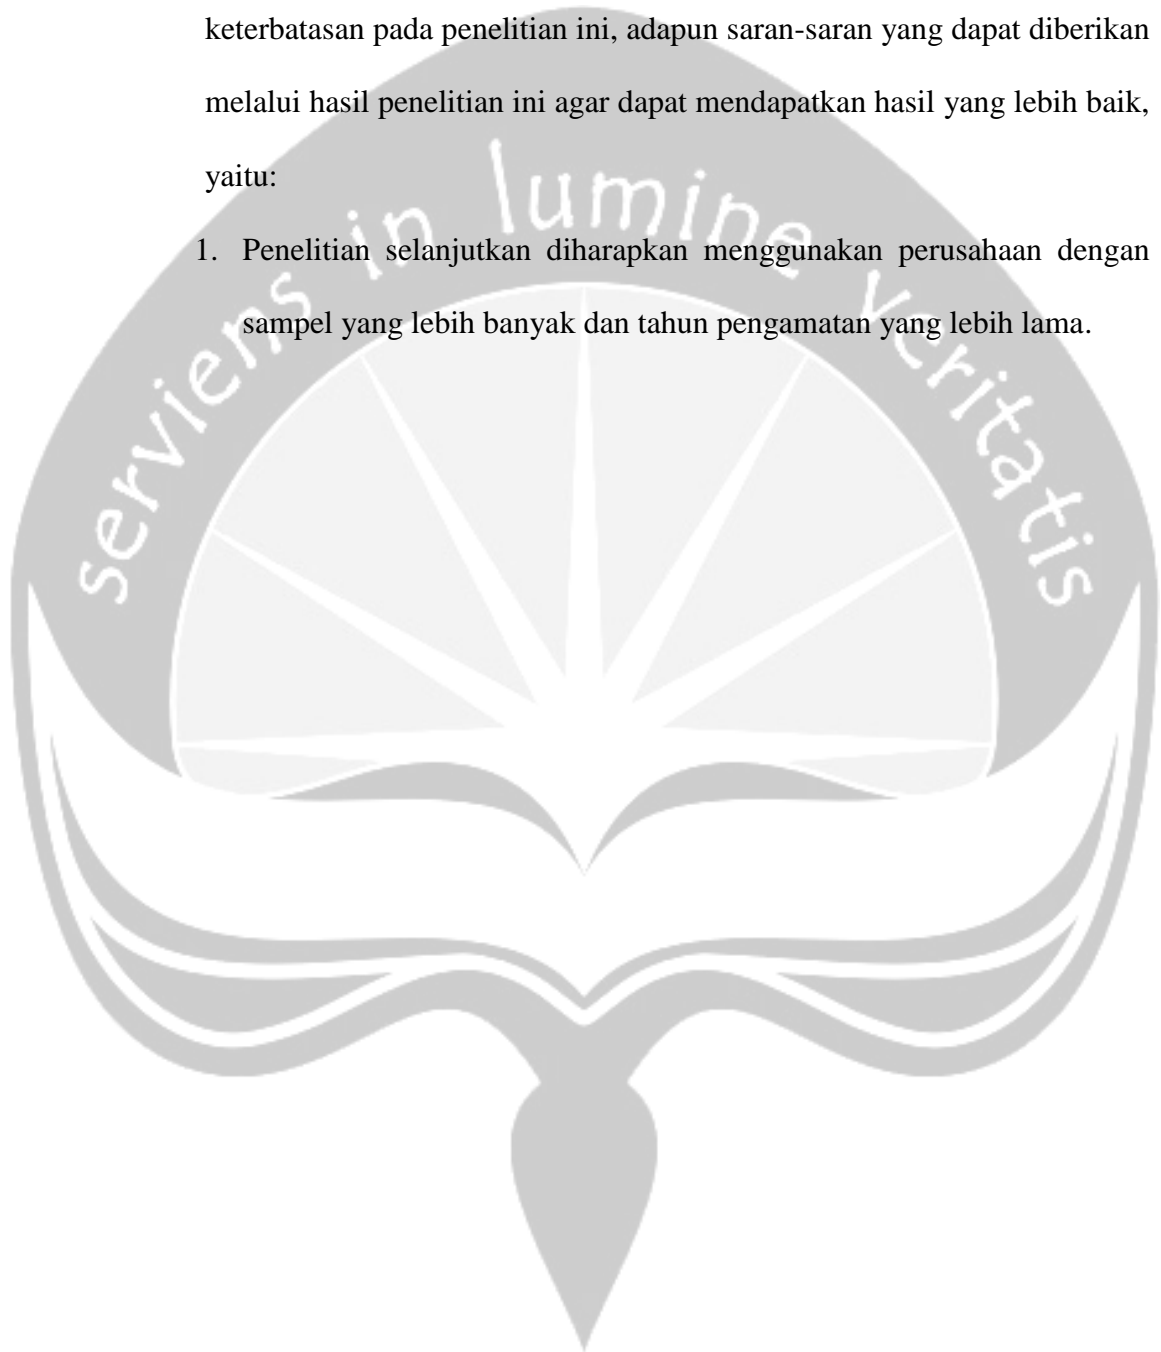 keterbatasan pada penelitian ini, adapun saran-saran yang dapat diberikan
melalui hasil penelitian ini agar dapat mendapatkan hasil yang lebih baik,
yaitu:
1. Penelitian selanjutkan diharapkan menggunakan perusahaan dengan
sampel yang lebih banyak dan tahun pengamatan yang lebih lama.
serviens in lumine veritatis